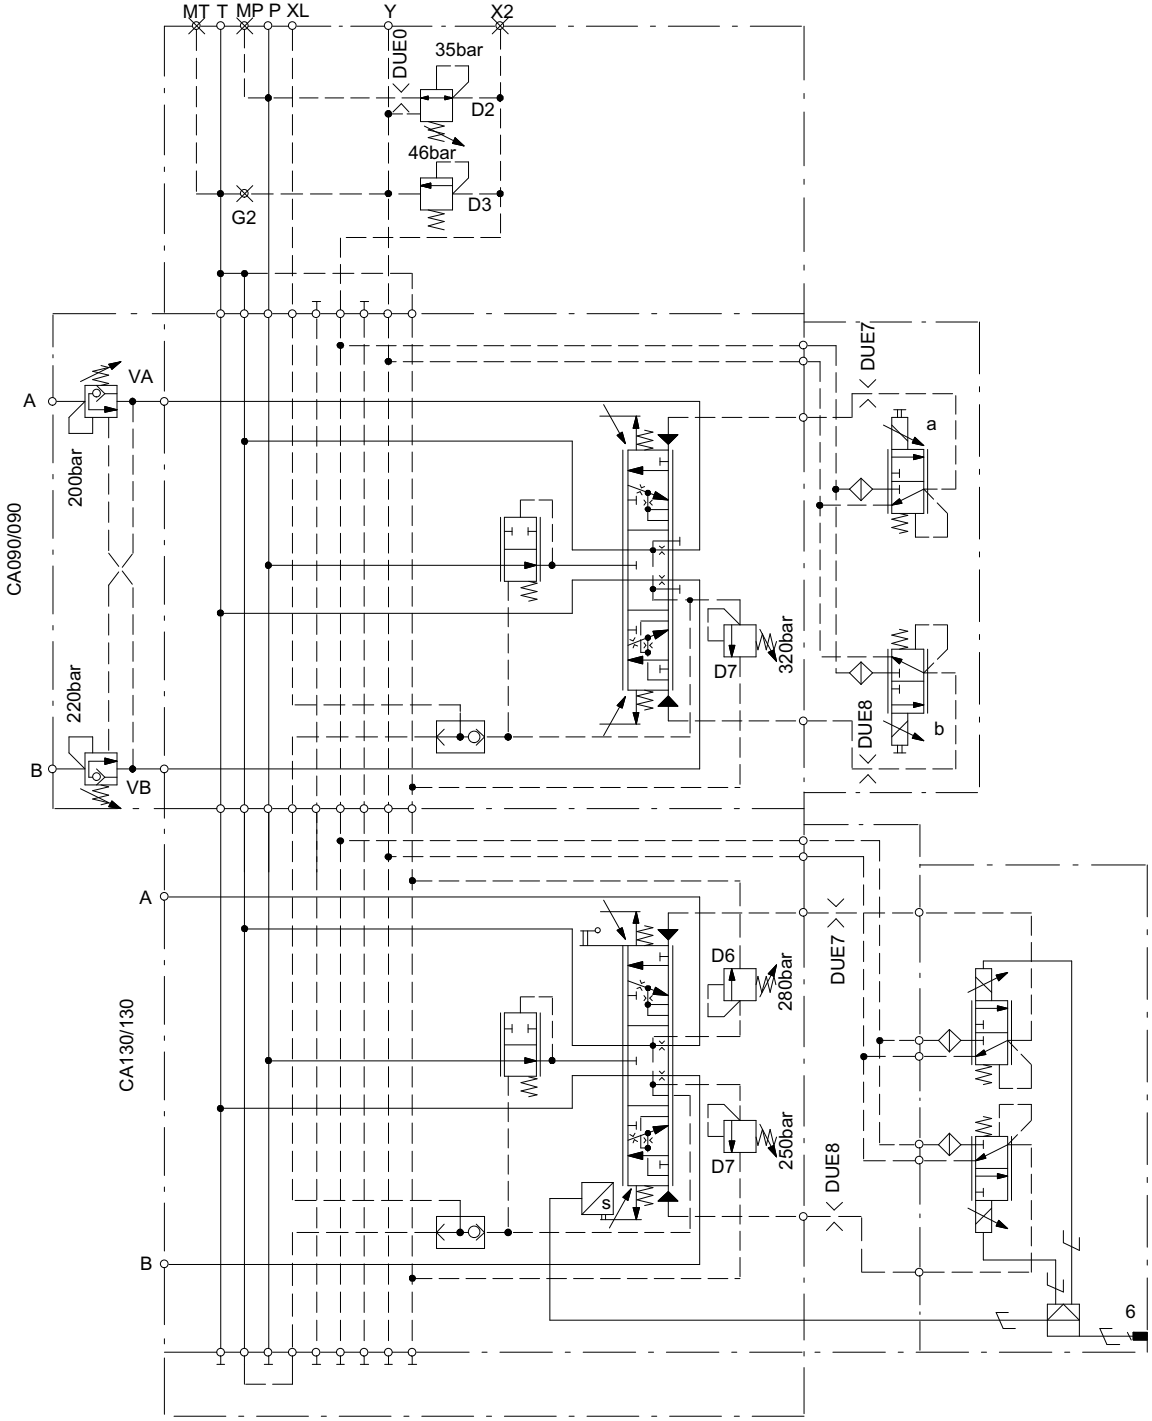 MT T MP P XL Y X2
DUE0
35bar
D2
46bar
D3
G2
DUE7
VA
A
a
200bar
CA090/090
320bar
D7
220bar
DUE8
b
B
VB
A
DUE7
D6
280bar
CA130/130
250bar
D7
DUE8
s
B
6